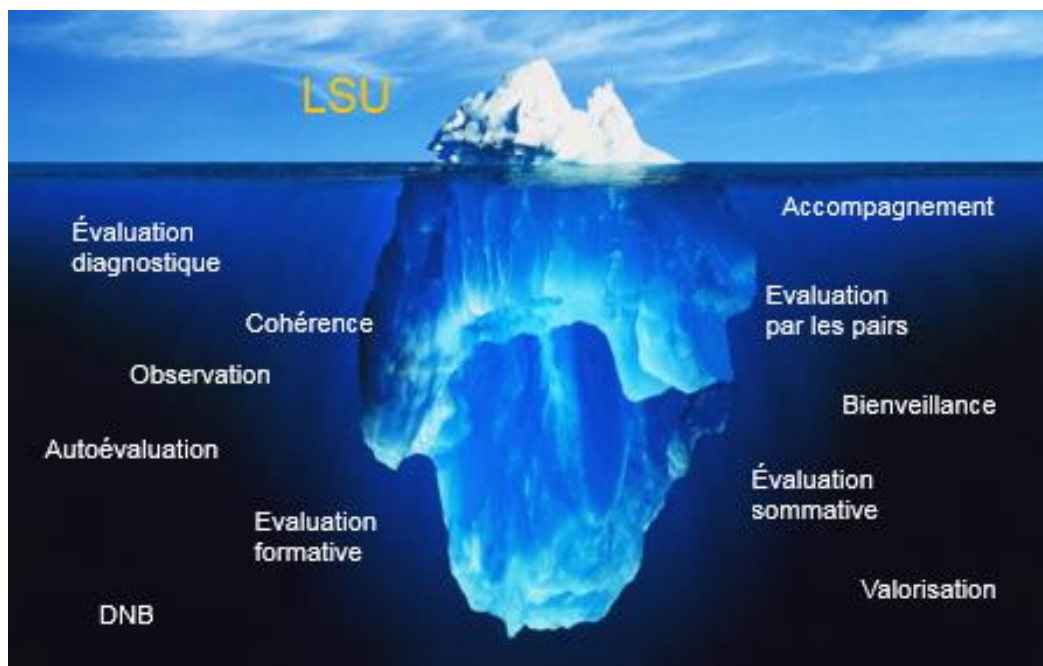 LSU
Accompagnement
Évaluation
diagnostique
Evaluation
par les pairs
Cohérence
Observation
Bienveillance
Autoévaluation
Évaluation
sommative
Evaluation
formative
Valorisation
DNB